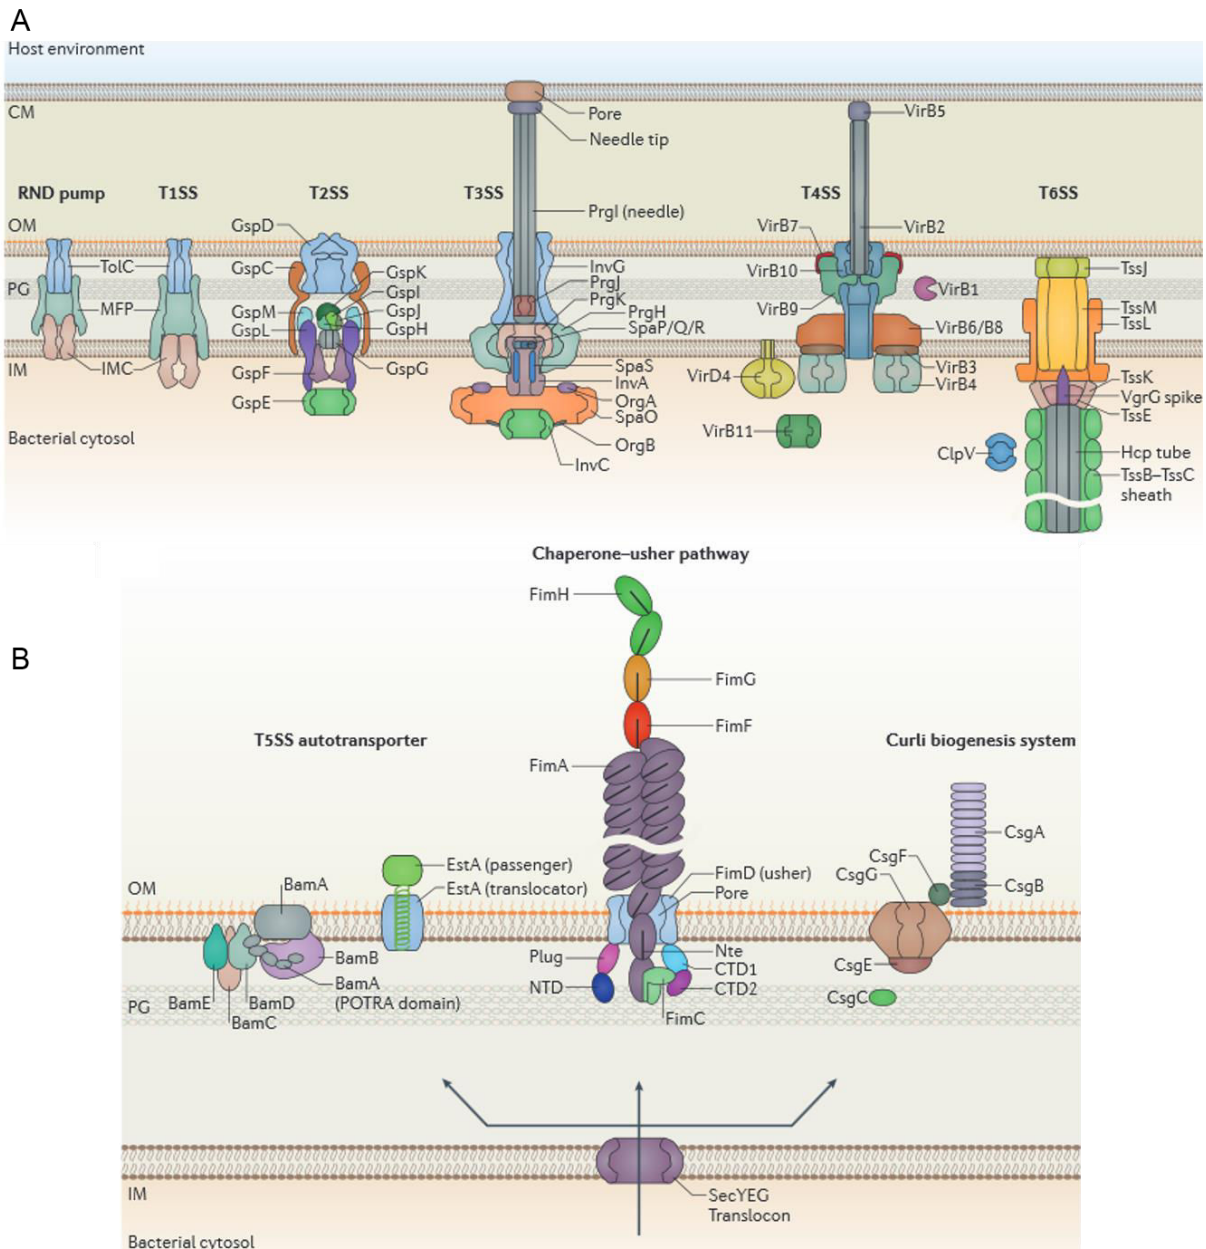 A
Host environment
CM
Pore
Needle tip
VirB5
RND pump
T1SS
T2SS
T3SS
T4SS
T6SS
PrgI (needle)
OM
GspD
VirB7
VirB2
TolC
GspC
GspK
InvG
VirB10
TssJ
PG
GspI
PrgJ
VirB1
MFP
GspM
GspJ
PrgK
VirB9
TssM
GspL
GspH
PrgH
TssL
SpaP/Q/R
VirB6/B8
IM
IMC
GspF
GspG
SpaS
VirD4
VirB3
TssK
InvA
VirB4
VgrG spike
GspE
OrgA
TssE
SpaO
Bacterial cytosol
VirB11
OrgB
ClpV
Hcp tube
InvC
TssB–TssC
sheath
Chaperone–usher pathway
FimH
B
FimG
FimF
T5SS autotransporter
Curli biogenesis system
FimA
CsgA
EstA (passenger)
CsgF
FimD (usher)
CsgG
OM
BamA
EstA (translocator)
Pore
CsgB
BamB
Plug
Nte
CsgE
CTD1
BamA
(POTRA domain)
NTD
CTD2
CsgC
PG
BamE
BamD
BamC
FimC
IM
SecYEG
Translocon
Bacterial cytosol